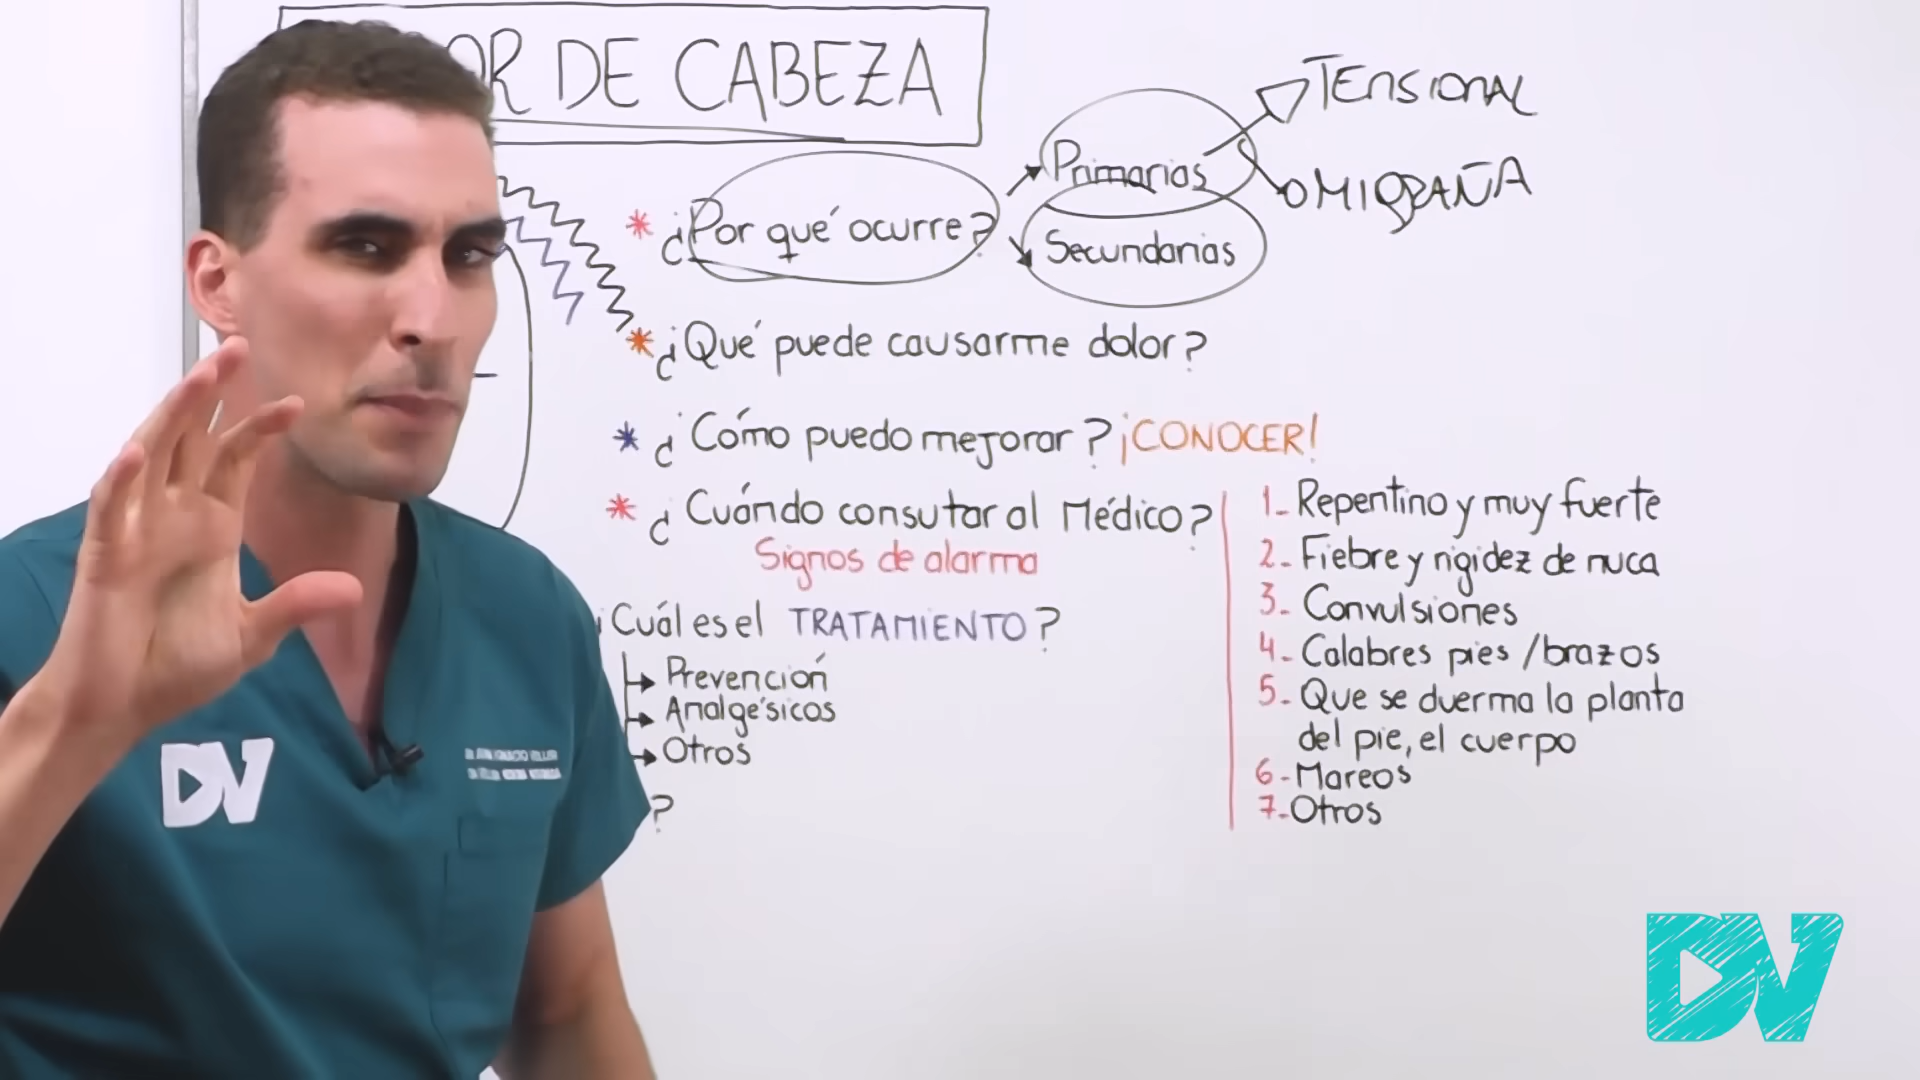 OR DE CABEZA
* ¿Por qué ocurre?
Primarias
TENSIONAL
MIGRAÑA
Secundarias
* ¿Qué puede causarme dolor?
* ¿Cómo puedo mejorar? ¡CONOCER!
* ¿Cuándo consutar al Médico?
Signos de alarma
Cuál es el TRATAMIENTO?
Prevención
Analgésicos
Otros
?
1- Repentino y muy fuerte
2- Fiebre y rigidez de nuca
3- Convulsiones
4- Calabres pies / brazos
5- Que se duerma la planta
del pie, el cuerpo
6- Mareos
7- Otros
DV
DV